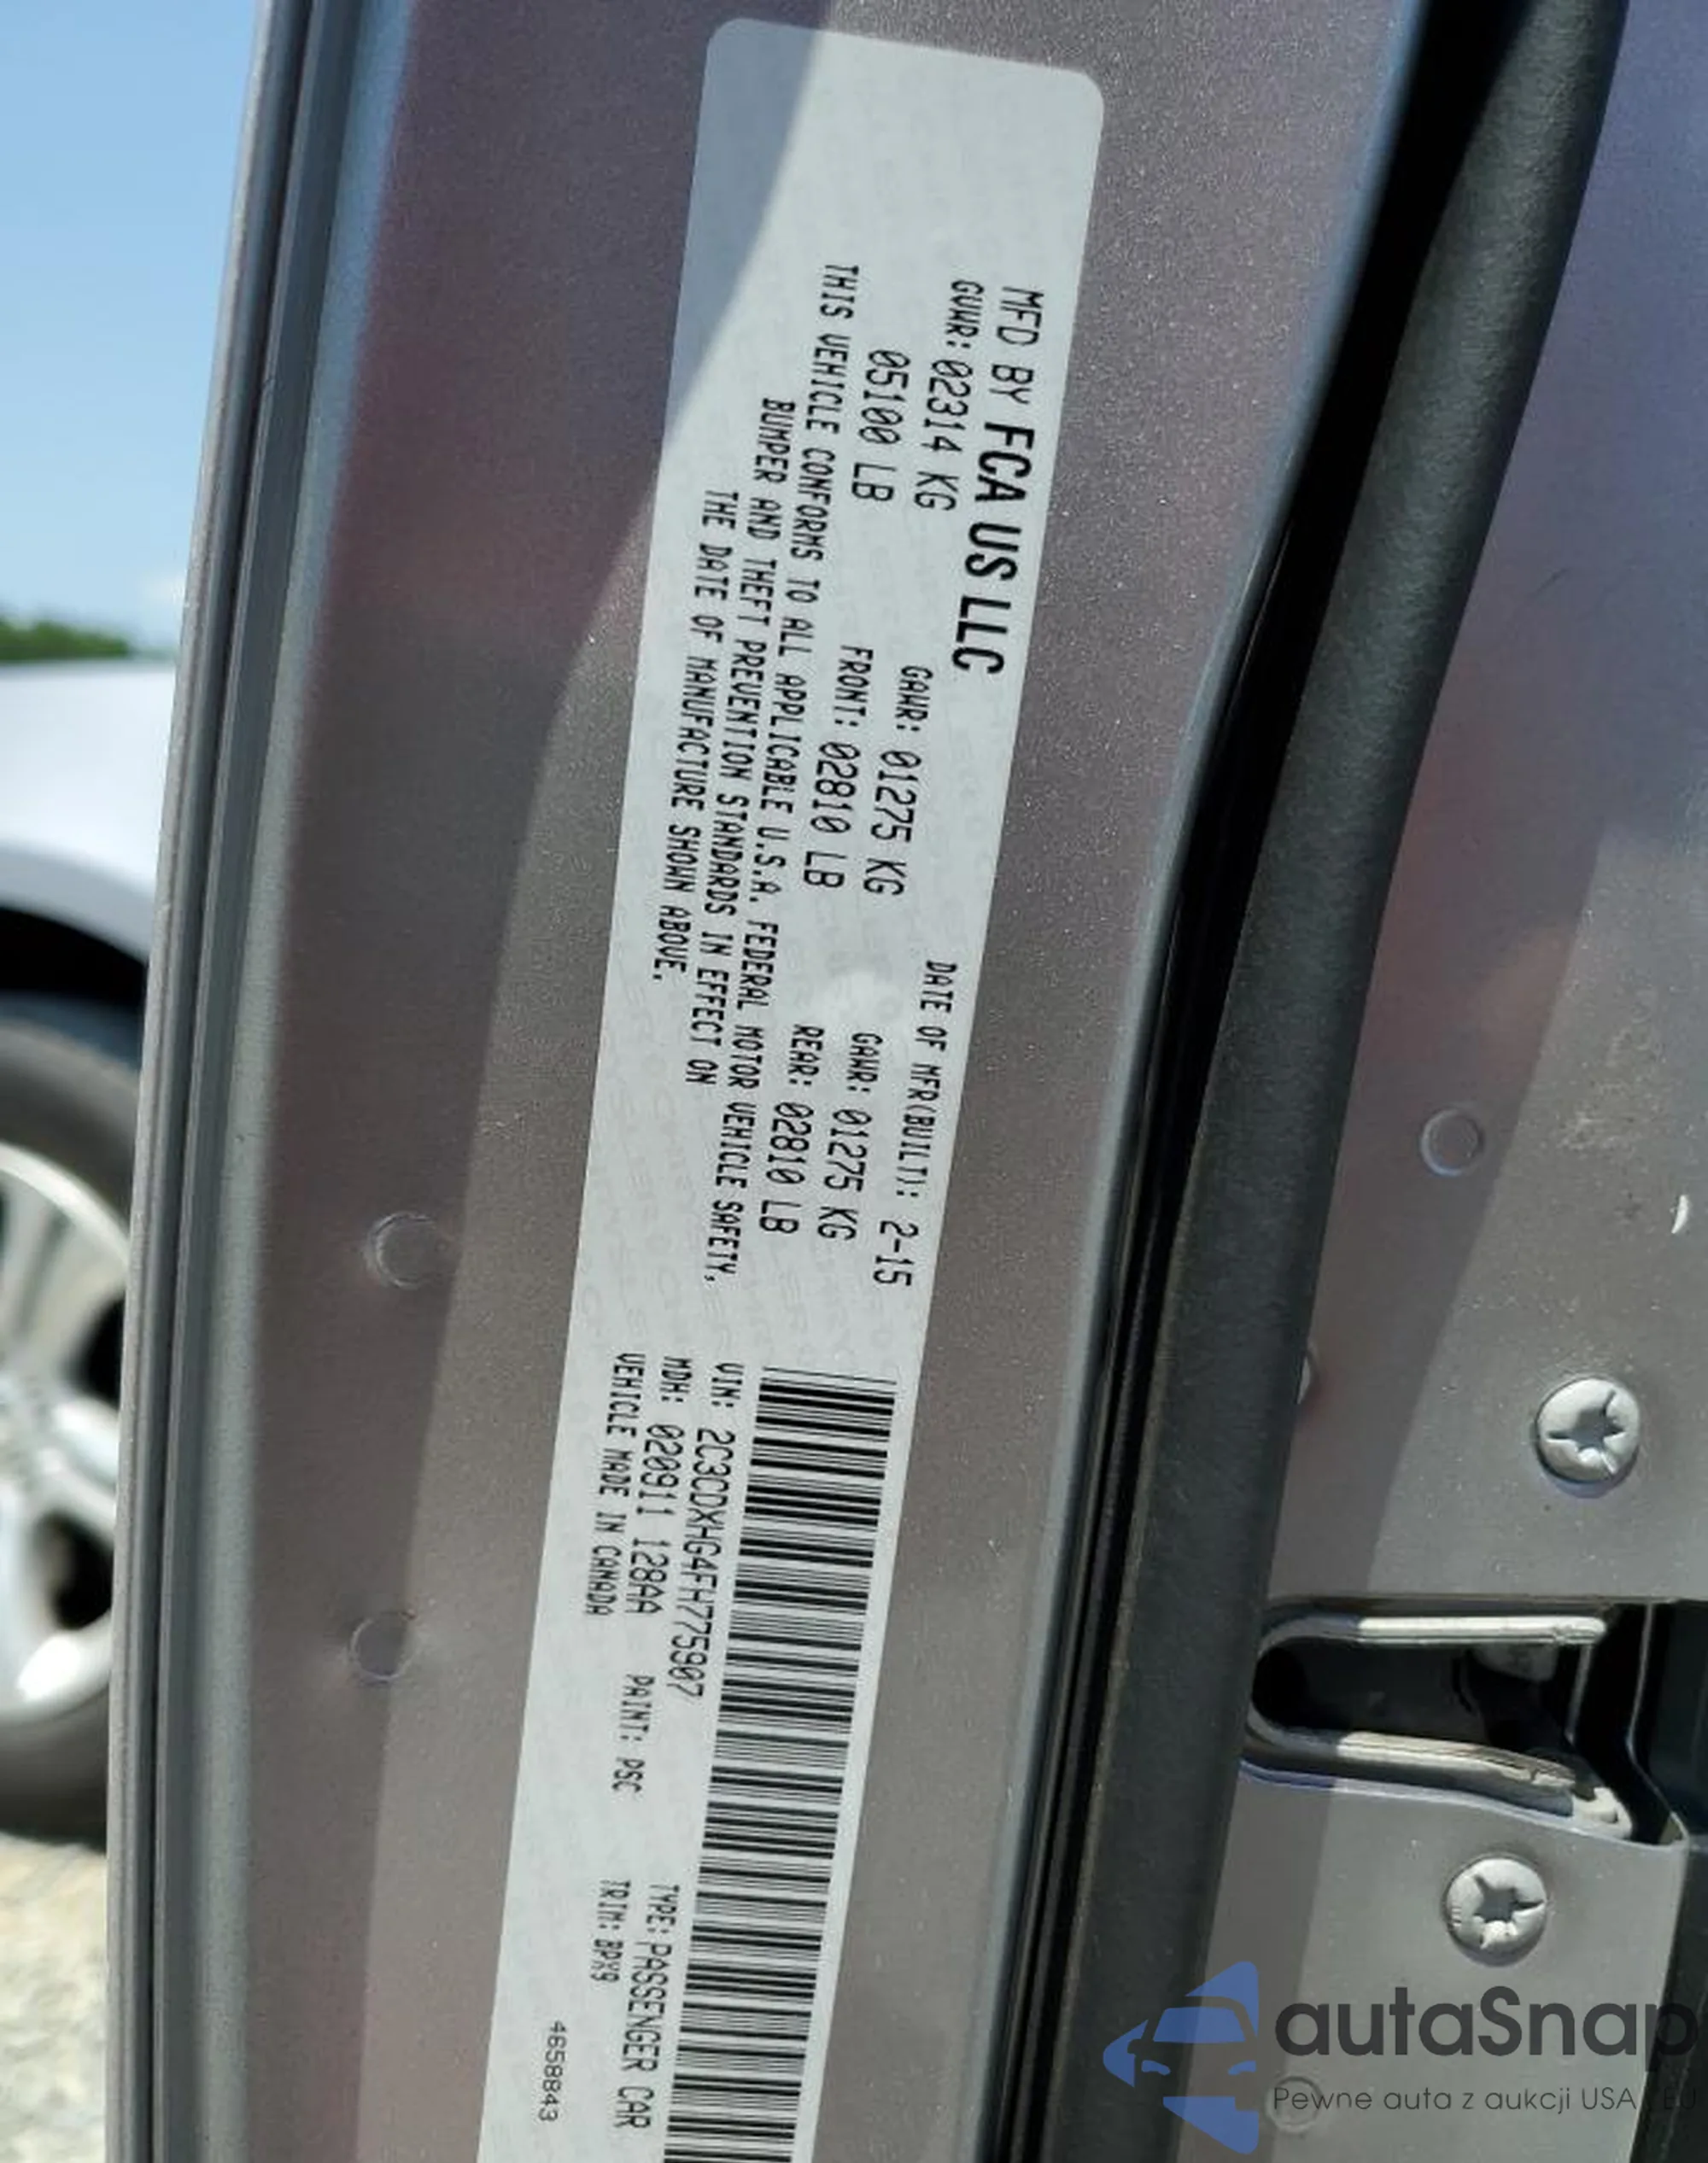 MFD BY FCA US LLC
DATE OF MFR(BUILT): 2-15
GVWR: 02314 KG
GAWR: 01275 KG
GAWR: 01275 KG
05100 LB
FRONT: 02810 LB
REAR: 02810 LB
THIS VEHICLE CONFORMS TO ALL APPLICABLE U.S.A. FEDERAL MOTOR VEHICLE SAFETY,
BUMPER AND THEFT PREVENTION STANDARDS IN EFFECT ON
THE DATE OF MANUFACTURE SHOWN ABOVE.
VIN: 2C3CDXHG4FH775907
TYPE: PASSENGER CAR
MDH: 020911 128AA
PAINT: PSC
TRIM: BPX9
VEHICLE MADE IN CANADA
4658843
autaSnap
Pewne auta z aukcji USA EU